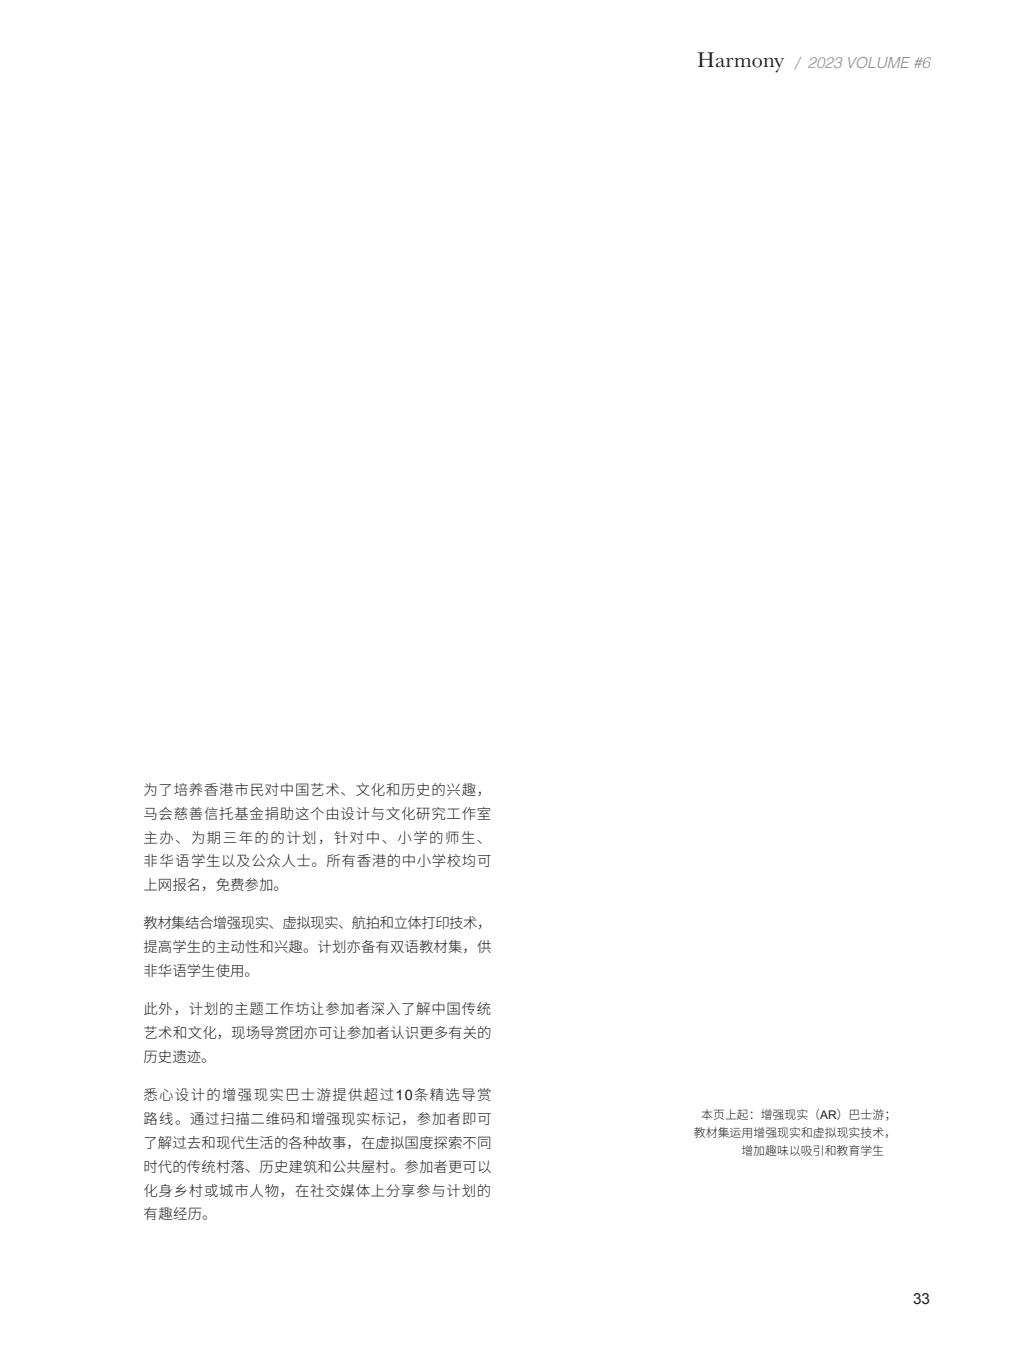 Harmony / 2023 VOLUME #6
为了培养香港市民对中国艺术、文化和历史的兴趣，
马会慈善信托基金捐助这个由设计与文化研究工作室
主办、为期三年的的计划，针对中、小学的师生、
非华语学生以及公众人士。所有香港的中小学校均可
上网报名，免费参加。
教材集结合增强现实、虚拟现实、航拍和立体打印技术，
提高学生的主动性和兴趣。计划亦备有双语教材集，供
非华语学生使用。
此外，计划的主题工作坊让参加者深入了解中国传统
艺术和文化，现场导赏团亦可让参加者认识更多有关的
历史遗迹。
悉心设计的增强现实巴士游提供超过10条精选导赏
路线。通过扫描二维码和增强现实标记，参加者即可
了解过去和现代生活的各种故事，在虚拟国度探索不同
时代的传统村落、历史建筑和公共屋村。参加者更可以
化身乡村或城市人物，在社交媒体上分享参与计划的
有趣经历。
本页上起：增强现实（AR）巴士游；
教材集运用增强现实和虚拟现实技术，
增加趣味以吸引和教育学生
33